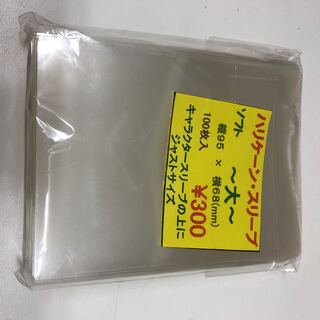 ハリケーン・スリーブ
ソフト ～大～
縦95 × 横68(mm)
100枚入 ¥300
キャラクタースリーブの上に
ジャストサイズ